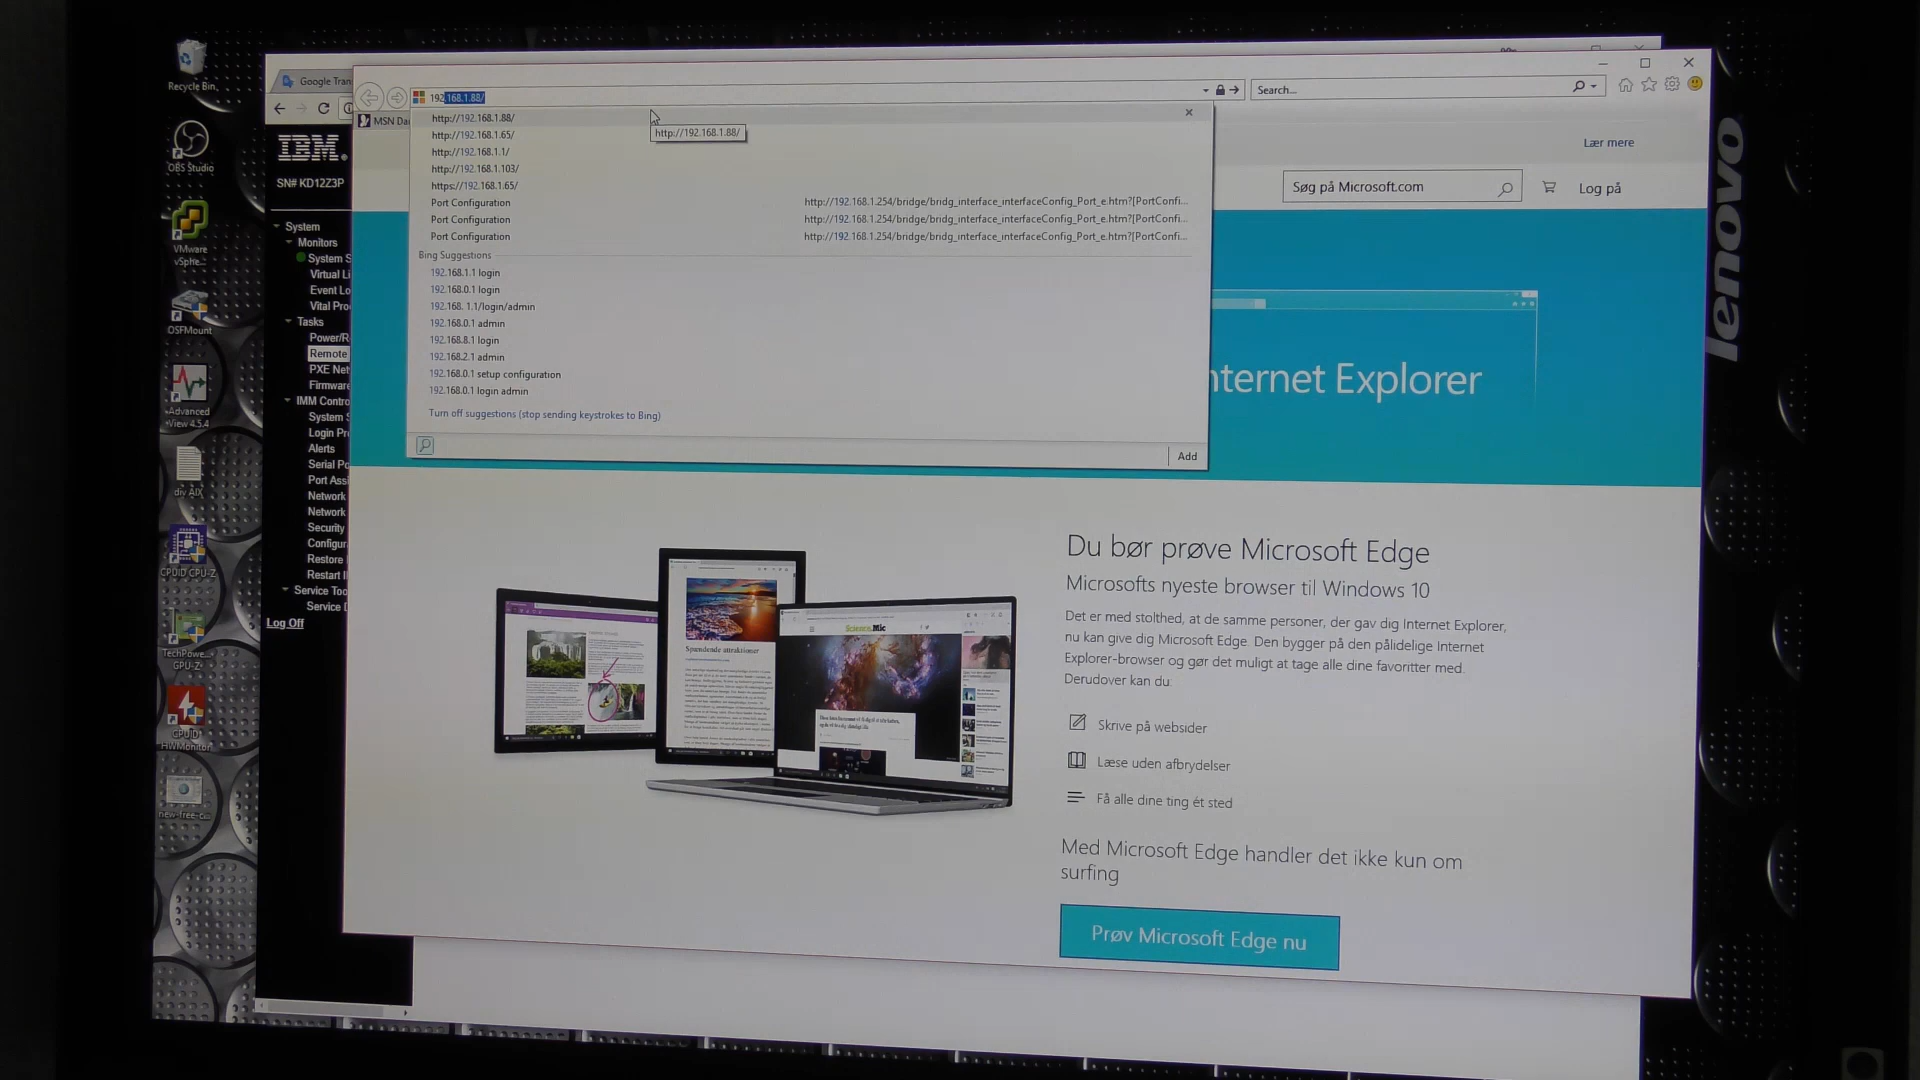 Recycle Bin
OBS Studio
VMware
vSphe...
OSFMount
Advanced
View 4.5.4
div AIX
CPUID CPU-Z
TechPowe...
GPU-Z
CPUID
HWMonitor
new-free-c...
Google Tran
IBM.
SN# KD12Z3P
System
Monitors
System S
Virtual Li
Event Lo
Vital Pro
Tasks
Power/R
Remote
PXE Net
Firmware
IMM Contro
System S
Login Pr
Alerts
Serial Po
Port Assi
Network
Network
Security
Configur
Restore
Restart I
Service Too
Service D
Log Off
192.168.1.88/
Search...
MSN Da
http://192.168.1.88/
http://192.168.1.88/
http://192.168.1.65/
http://192.168.1.1/
http://192.168.1.103/
https://192.168.1.65/
Port Configuration http://192.168.1.254/bridge/bridg_interface_interfaceConfig_Port_e.htm?[PortConfi...
Port Configuration http://192.168.1.254/bridge/bridg_interface_interfaceConfig_Port_e.htm?[PortConfi...
Port Configuration http://192.168.1.254/bridge/bridg_interface_interfaceConfig_Port_e.htm?[PortConfi...
Bing Suggestions
192.168.1.1 login
192.168.0.1 login
192.168. 1.1/login/admin
192.168.0.1 admin
192.168.8.1 login
192.168.2.1 admin
192.168.0.1 setup configuration
192.168.0.1 login admin
Turn off suggestions (stop sending keystrokes to Bing)
Add
Lær mere
Søg på Microsoft.com
Log på
nternet Explorer
Spændende attraktioner
Science.Mic
Du bør prøve Microsoft Edge
Microsofts nyeste browser til Windows 10
Det er med stolthed, at de samme personer, der gav dig Internet Explorer,
nu kan give dig Microsoft Edge. Den bygger på den pålidelige Internet
Explorer-browser og gør det muligt at tage alle dine favoritter med.
Derudover kan du:
Skrive på websider
Læse uden afbrydelser
Få alle dine ting ét sted
Med Microsoft Edge handler det ikke kun om
surfing
Prøv Microsoft Edge nu
lenovo